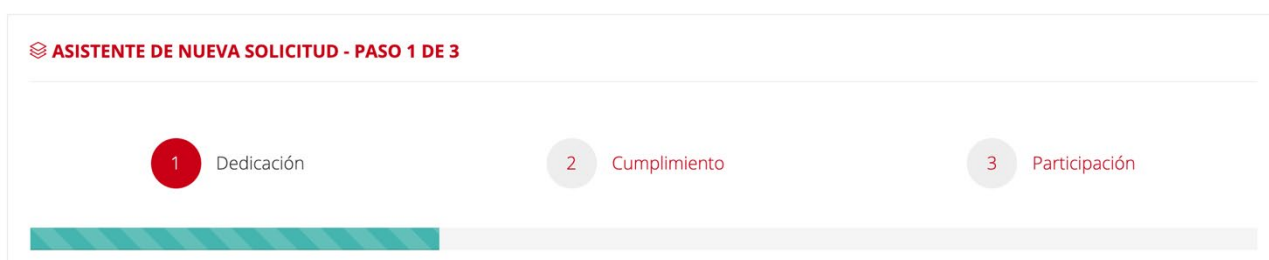 ASISTENTE DE NUEVA SOLICITUD - PASO 1 DE 3
1 Dedicación
2 Cumplimiento
3 Participación